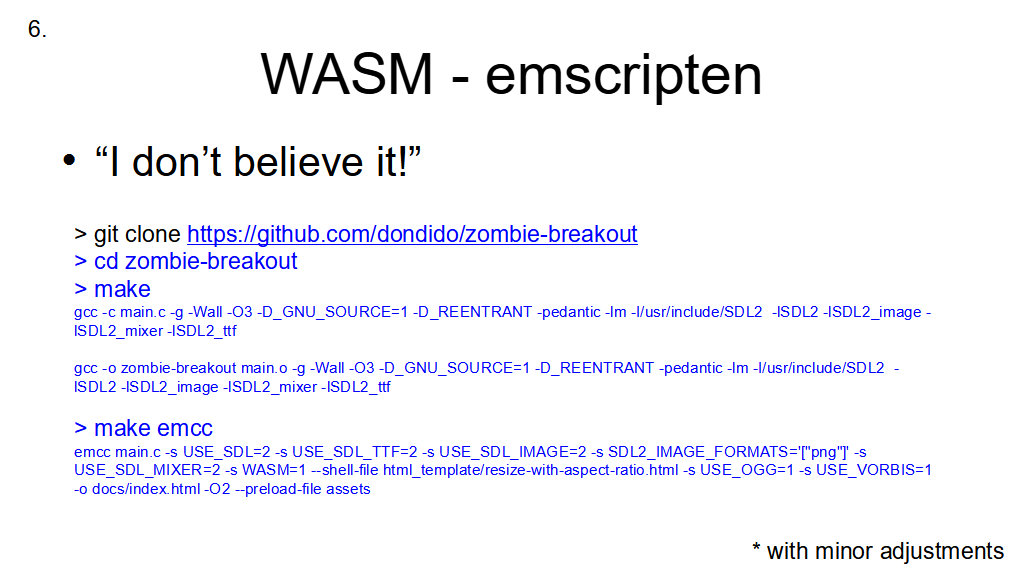 6.
WASM - emscripten
• “I don’t believe it!”
> git clone https://github.com/dondido/zombie-breakout
> cd zombie-breakout
> make
gcc -c main.c -g -Wall -O3 -D_GNU_SOURCE=1 -D_REENTRANT -pedantic -lm -I/usr/include/SDL2  -lSDL2 -lSDL2_image -
lSDL2_mixer -lSDL2_ttf
gcc -o zombie-breakout main.o -g -Wall -O3 -D_GNU_SOURCE=1 -D_REENTRANT -pedantic -lm -I/usr/include/SDL2  -
lSDL2 -lSDL2_image -lSDL2_mixer -lSDL2_ttf
> make emcc
emcc main.c -s USE_SDL=2 -s USE_SDL_TTF=2 -s USE_SDL_IMAGE=2 -s SDL2_IMAGE_FORMATS='["png"]' -s
USE_SDL_MIXER=2 -s WASM=1 --shell-file html_template/resize-with-aspect-ratio.html -s USE_OGG=1 -s USE_VORBIS=1
-o docs/index.html -O2 --preload-file assets
* with minor adjustments